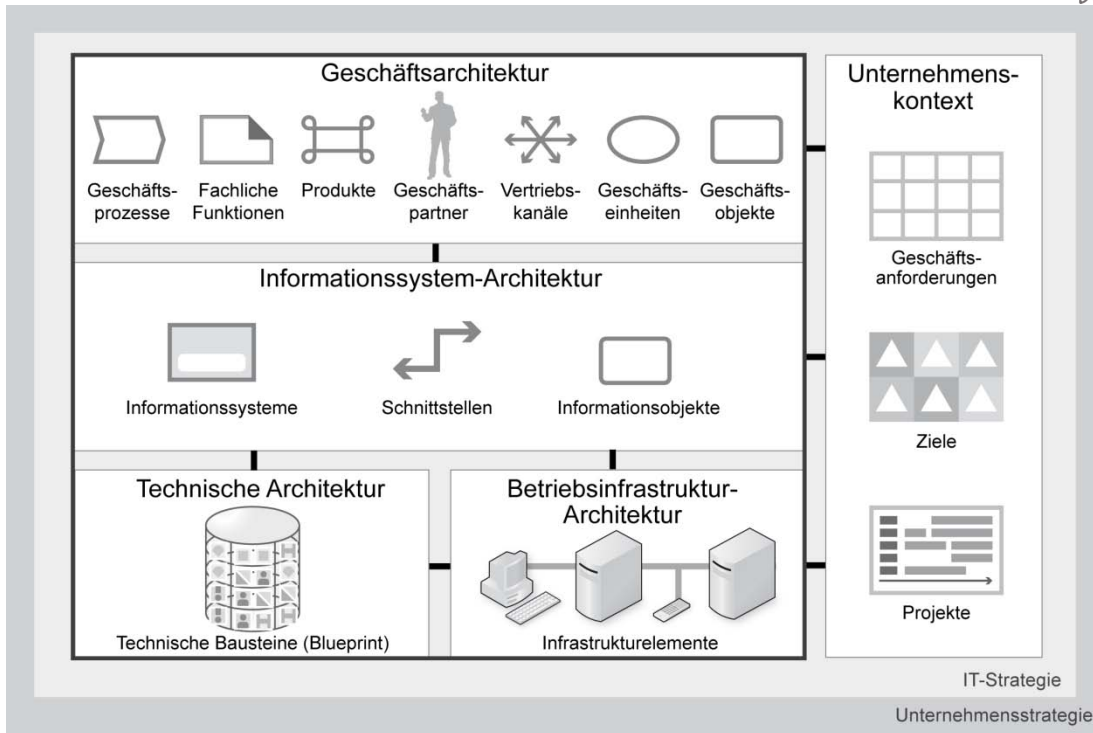 Geschäftsarchitektur
Geschäfts-
prozesse
Fachliche
Funktionen
Produkte
Geschäfts-
partner
Vertriebs-
kanäle
Geschäfts-
einheiten
Geschäfts-
objekte
Informationssystem-Architektur
Informationssysteme
Schnittstellen
Informationsobjekte
Technische Architektur
Technische Bausteine (Blueprint)
Betriebsinfrastruktur-
Architektur
Infrastrukturelemente
Unternehmens-
kontext
Geschäfts-
anforderungen
Ziele
Projekte
IT-Strategie
Unternehmensstrategie